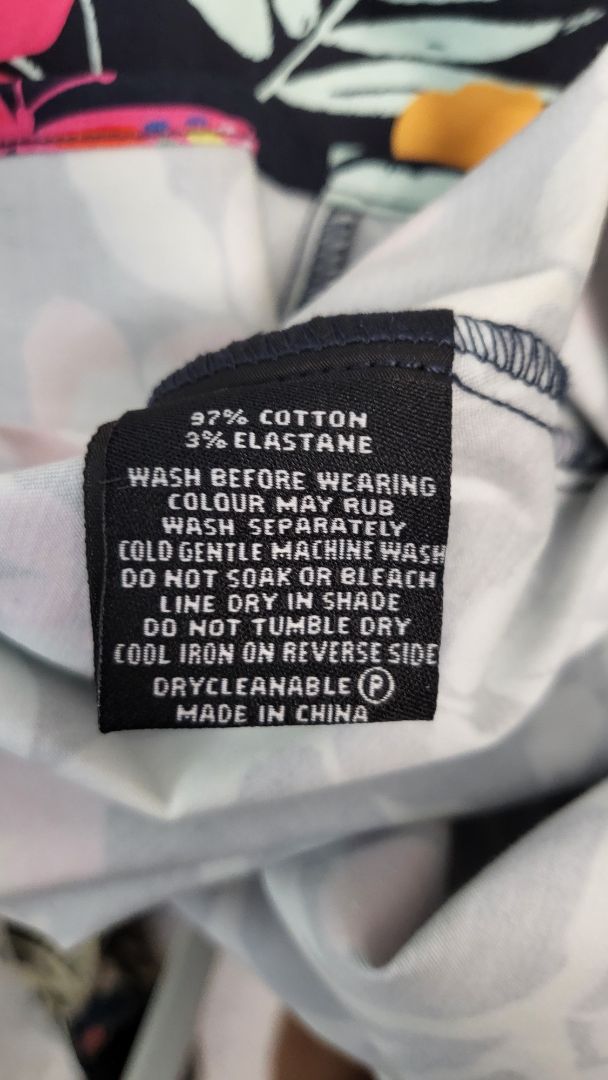 97% COTTON
3% ELASTANE
WASH BEFORE WEARING
COLOUR MAY RUB
WASH SEPARATELY
COLD GENTLE MACHINE WASH
DO NOT SOAK OR BLEACH
LINE DRY IN SHADE
DO NOT TUMBLE DRY
COOL IRON ON REVERSE SIDE
DRYCLEANABLE Ⓟ
MADE IN CHINA